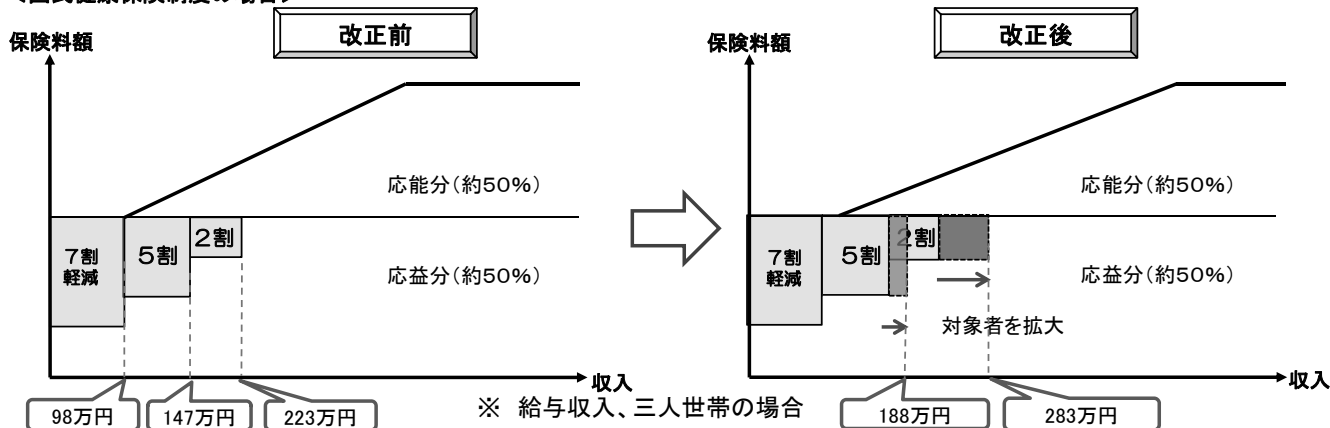 改正前
保険料額
応能分(約50%)
7割
軽減
5割
2割
応益分(約50%)
収入
98万円
147万円
223万円
※ 給与収入、三人世帯の場合
改正後
保険料額
応能分(約50%)
7割
軽減
5割
2割
応益分(約50%)
対象者を拡大
収入
188万円
283万円